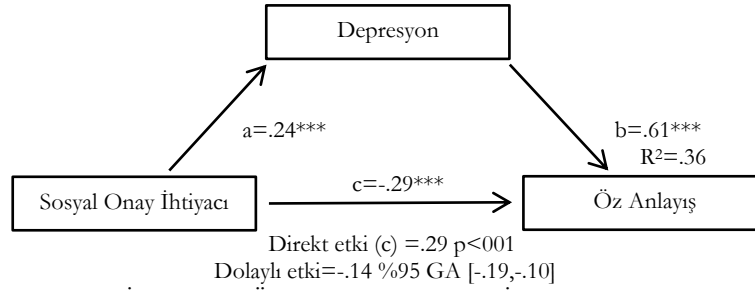 Depresyon
a=.24***
b=.61***
R²=.36
Sosyal Onay İhtiyacı
c=-.29***
Öz Anlayış
Direkt etki (c) =.29 p<001
Dolaylı etki=-.14 %95 GA [-.19,-.10]